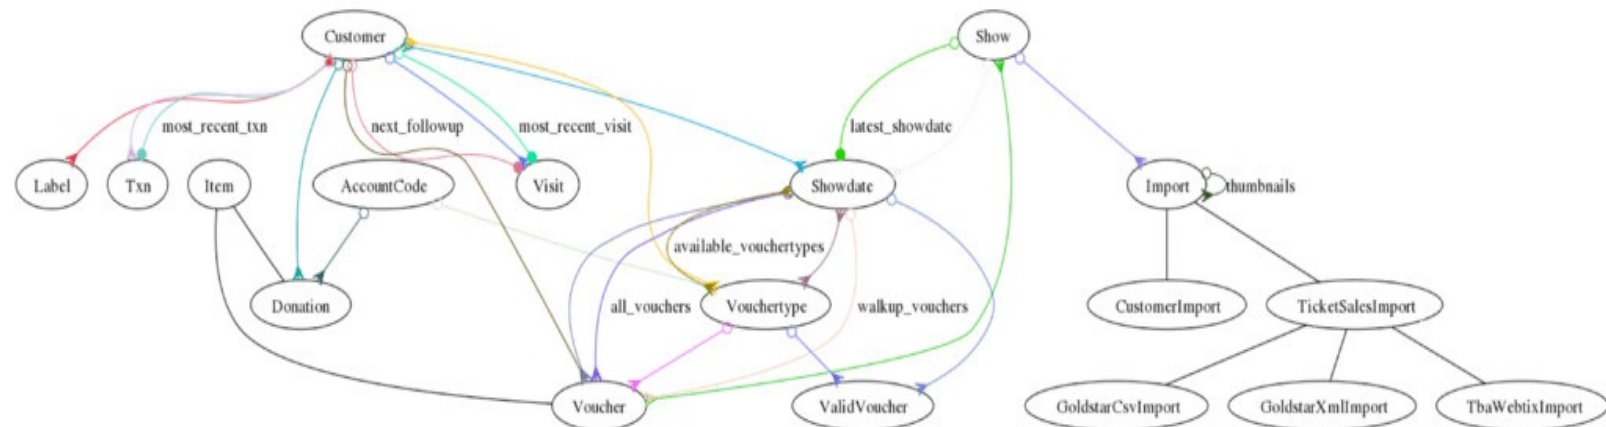 Customer
Show
most_recent_txn
next_followup
most_recent_visit
latest_showdate
Label
Txn
Item
AccountCode
Visit
Showdate
Import
thumbnails
available_vouchertypes
Donation
all_vouchers
Vouchertype
walkup_vouchers
CustomerImport
TicketSalesImport
Voucher
ValidVoucher
GoldstarCsvImport
GoldstarXmlImport
TbaWebtixImport